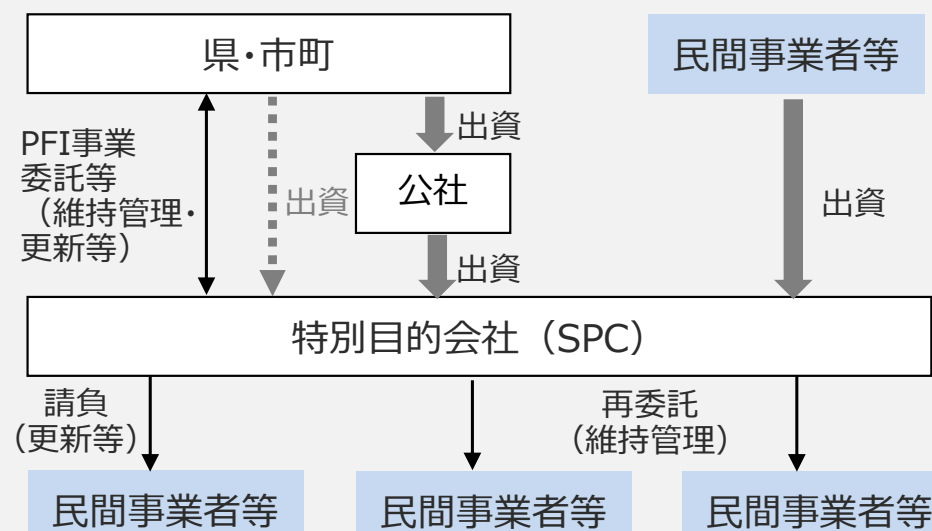 県・市町
民間事業者等
PFI事業
委託等
（維持管理・
更新等）
出資
出資
公社
出資
出資
特別目的会社（SPC）
請負
（更新等）
再委託
（維持管理）
民間事業者等
民間事業者等
民間事業者等